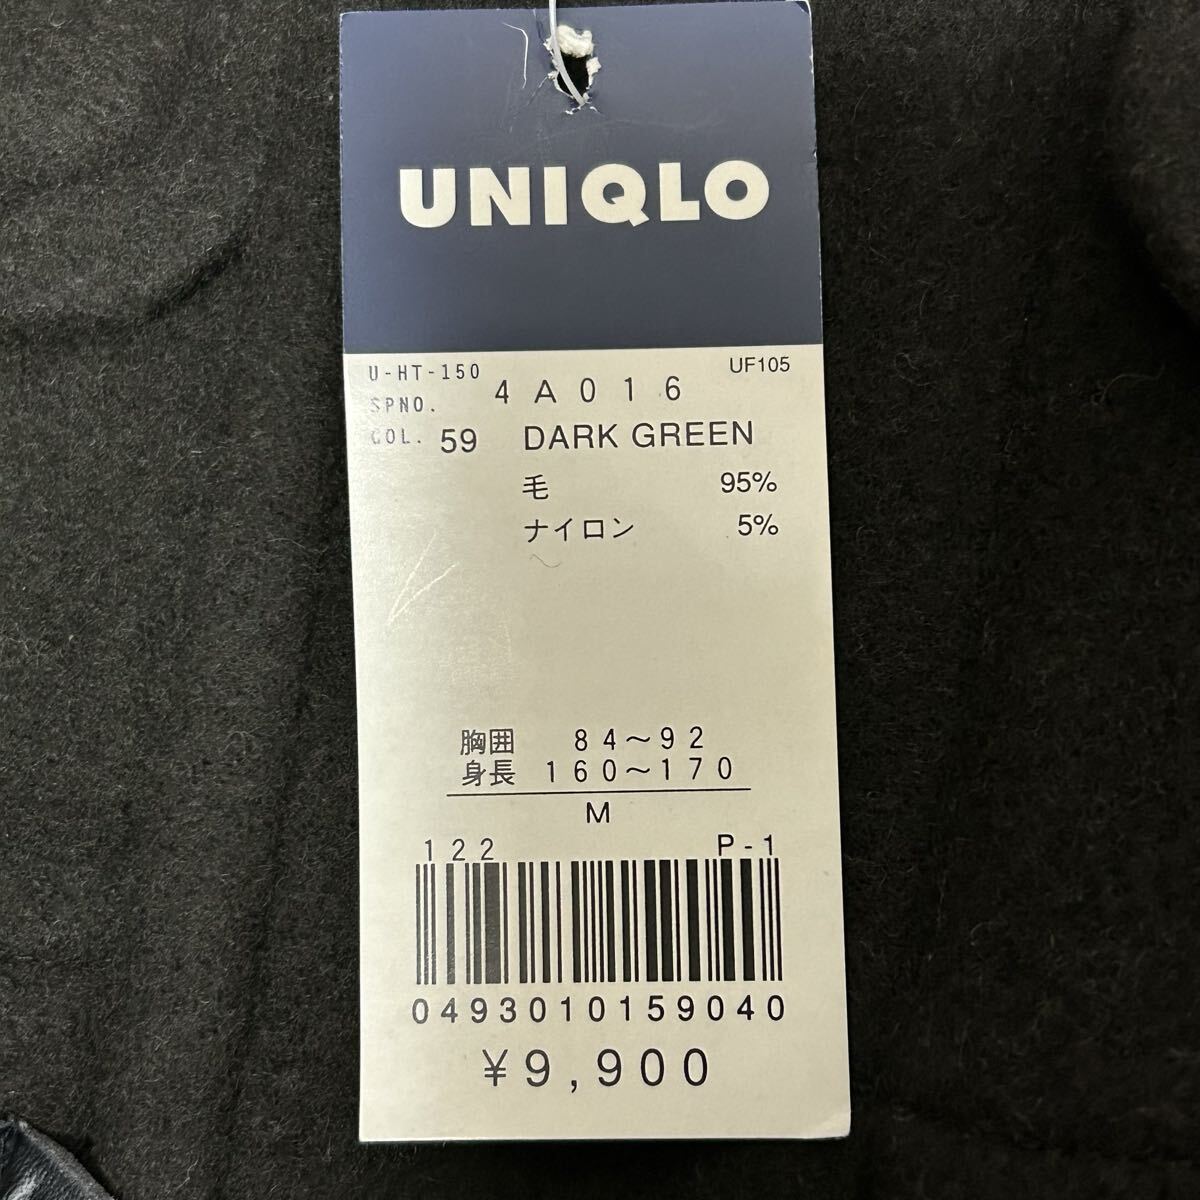 UNIQLO
U-HT-150 UF105
SPNO. 4A016
COL. 59 DARK GREEN
毛 95%
ナイロン 5%
胸囲 84～92
身長 160～170
M
122 P-1
0493010159040
¥9,900